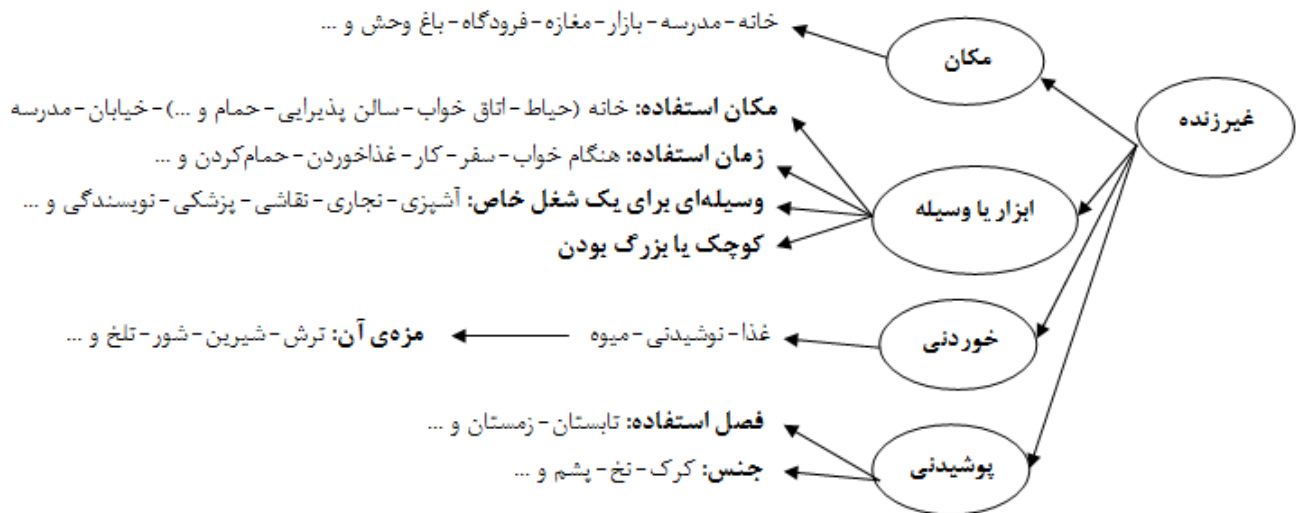 غیرزنده
مکان
خانه-مدرسه-بازار-مغازه-فرودگاه-باغ وحش و ...
ابزار یا وسیله
مکان استفاده: خانه (حیاط-اتاق خواب-سالن پذیرایی-حمام و ...)-خیابان-مدرسه
زمان استفاده: هنگام خواب-سفر-کار-غذاخوردن-حمام‌کردن و ...
وسیله‌ای برای یک شغل خاص: آشپزی-نجاری-نقاشی-پزشکی-نویسندگی و ...
کوچک یا بزرگ بودن
خوردنی
غذا-نوشیدنی-میوه
مزه‌ی آن: ترش-شیرین-شور-تلخ و ...
پوشیدنی
فصل استفاده: تابستان-زمستان و ...
جنس: کرک-نخ-پشم و ...